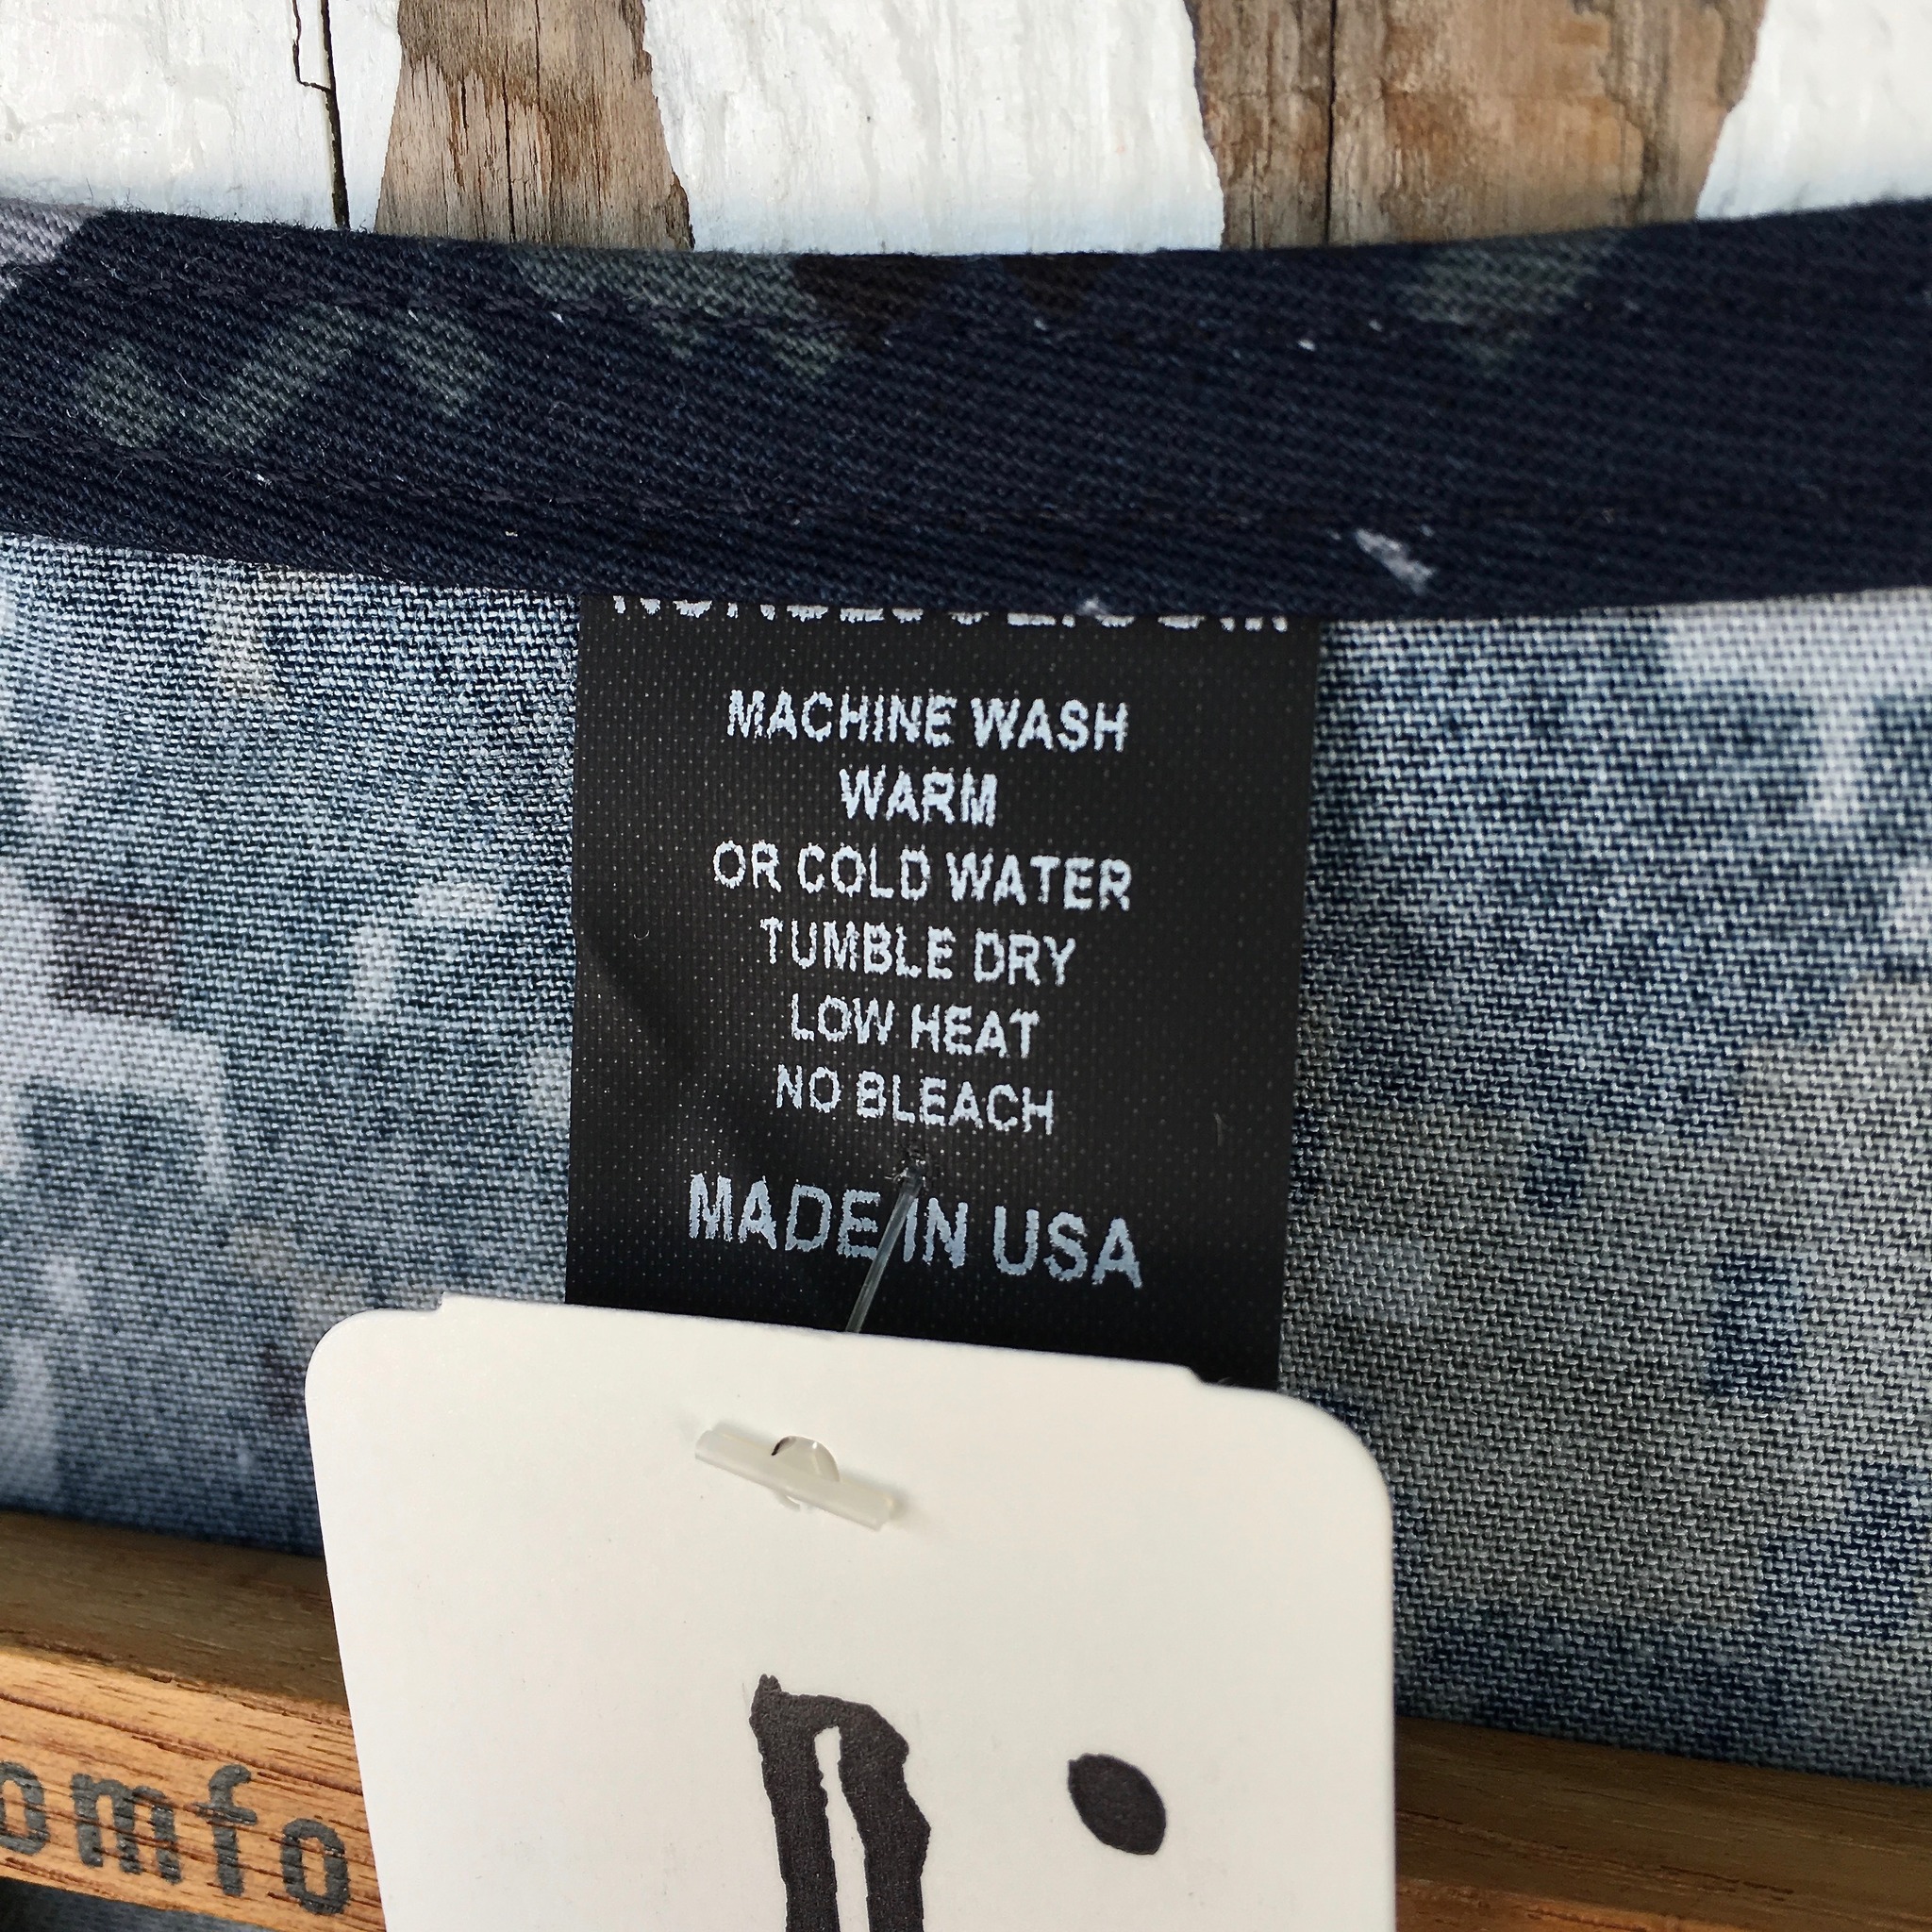 MACHINE WASH
WARM
OR COLD WATER
TUMBLE DRY
LOW HEAT
NO BLEACH
MADE IN USA
omfo